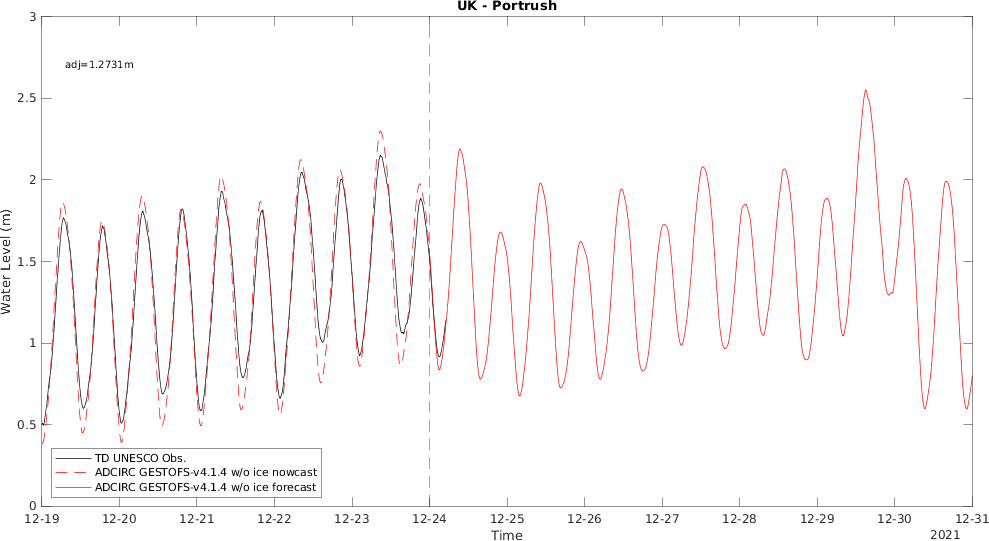 UK - Portrush
adj=1.2731m
Water Level (m)
3
2.5
2
1.5
1
0.5
0
TD UNESCO Obs.
ADCIRC GESTOFS-v4.1.4 w/o ice nowcast
ADCIRC GESTOFS-v4.1.4 w/o ice forecast
12-19 12-20 12-21 12-22 12-23 12-24 12-25 12-26 12-27 12-28 12-29 12-30 12-31
Time
2021